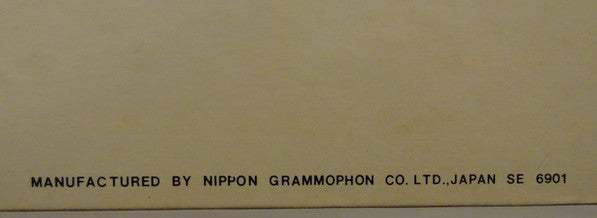 MANUFACTURED BY NIPPON GRAMMOPHON CO. LTD.,JAPAN SE 6901